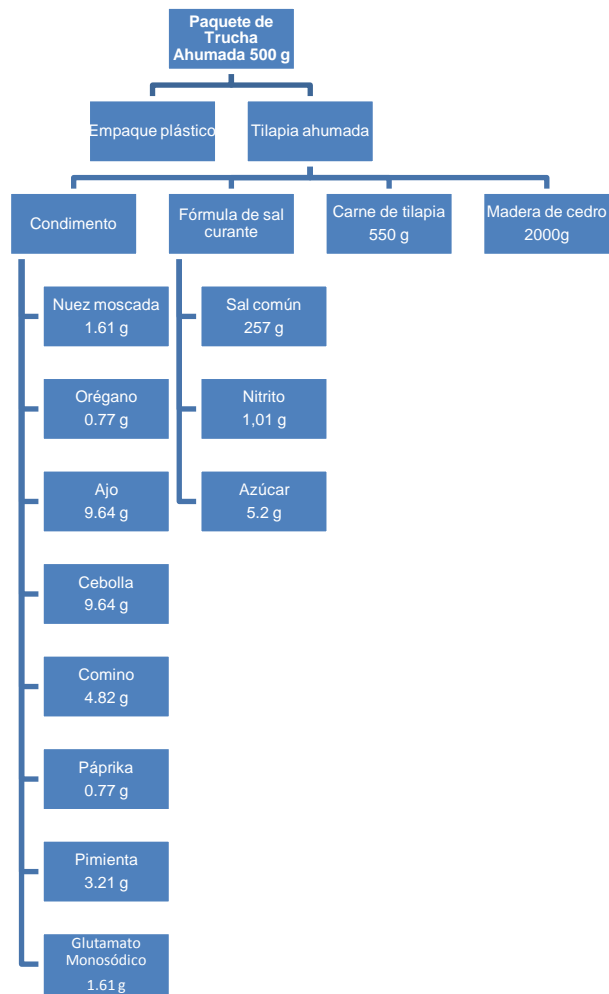 Paquete de
Trucha
Ahumada 500 g
Empaque plástico
Tilapia ahumada
Condimento
Fórmula de sal
curante
Carne de tilapia
550 g
Madera de cedro
2000g
Nuez moscada
1.61 g
Sal común
257 g
Orégano
0.77 g
Nitrito
1,01 g
Ajo
9.64 g
Azúcar
5.2 g
Cebolla
9.64 g
Comino
4.82 g
Páprika
0.77 g
Pimienta
3.21 g
Glutamato
Monosódico
1.61 g